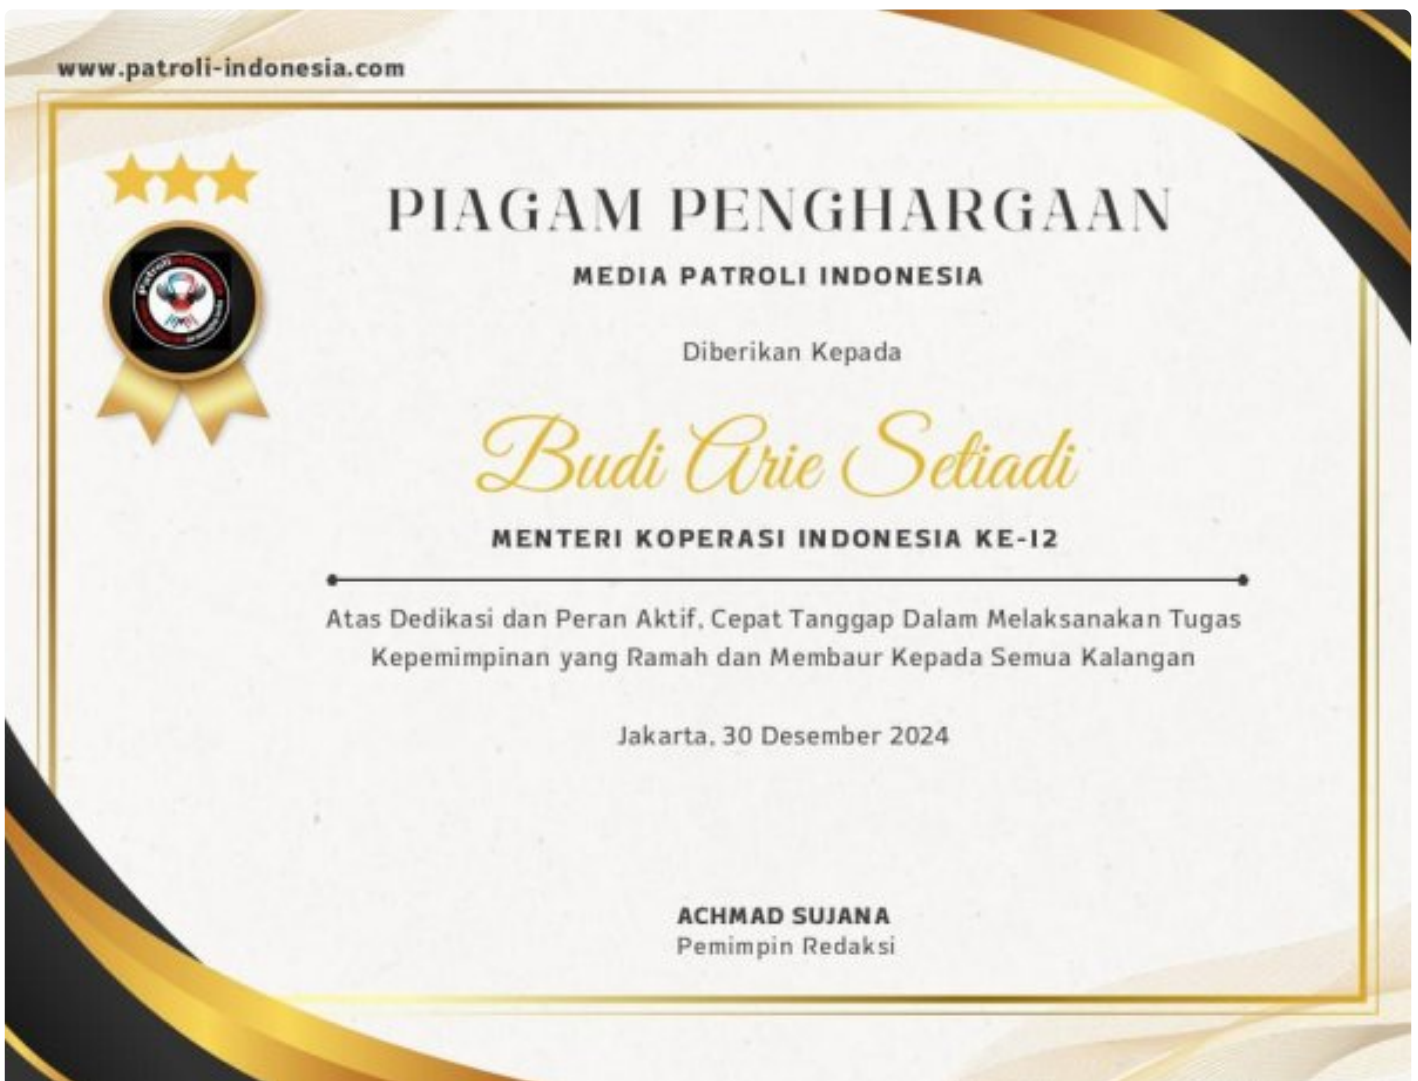 www.patroli-indonesia.com
PIAGAM PENGHARGAAN
MEDIA PATROLI INDONESIA
Diberikan Kepada
Budi Arie Setiadi
MENTERI KOPERASI INDONESIA KE-12
Atas Dedikasi dan Peran Aktif, Cepat Tanggap Dalam Melaksanakan Tugas
Kepemimpinan yang Ramah dan Membaur Kepada Semua Kalangan
Jakarta, 30 Desember 2024
ACHMAD SUJANA
Pemimpin Redaksi